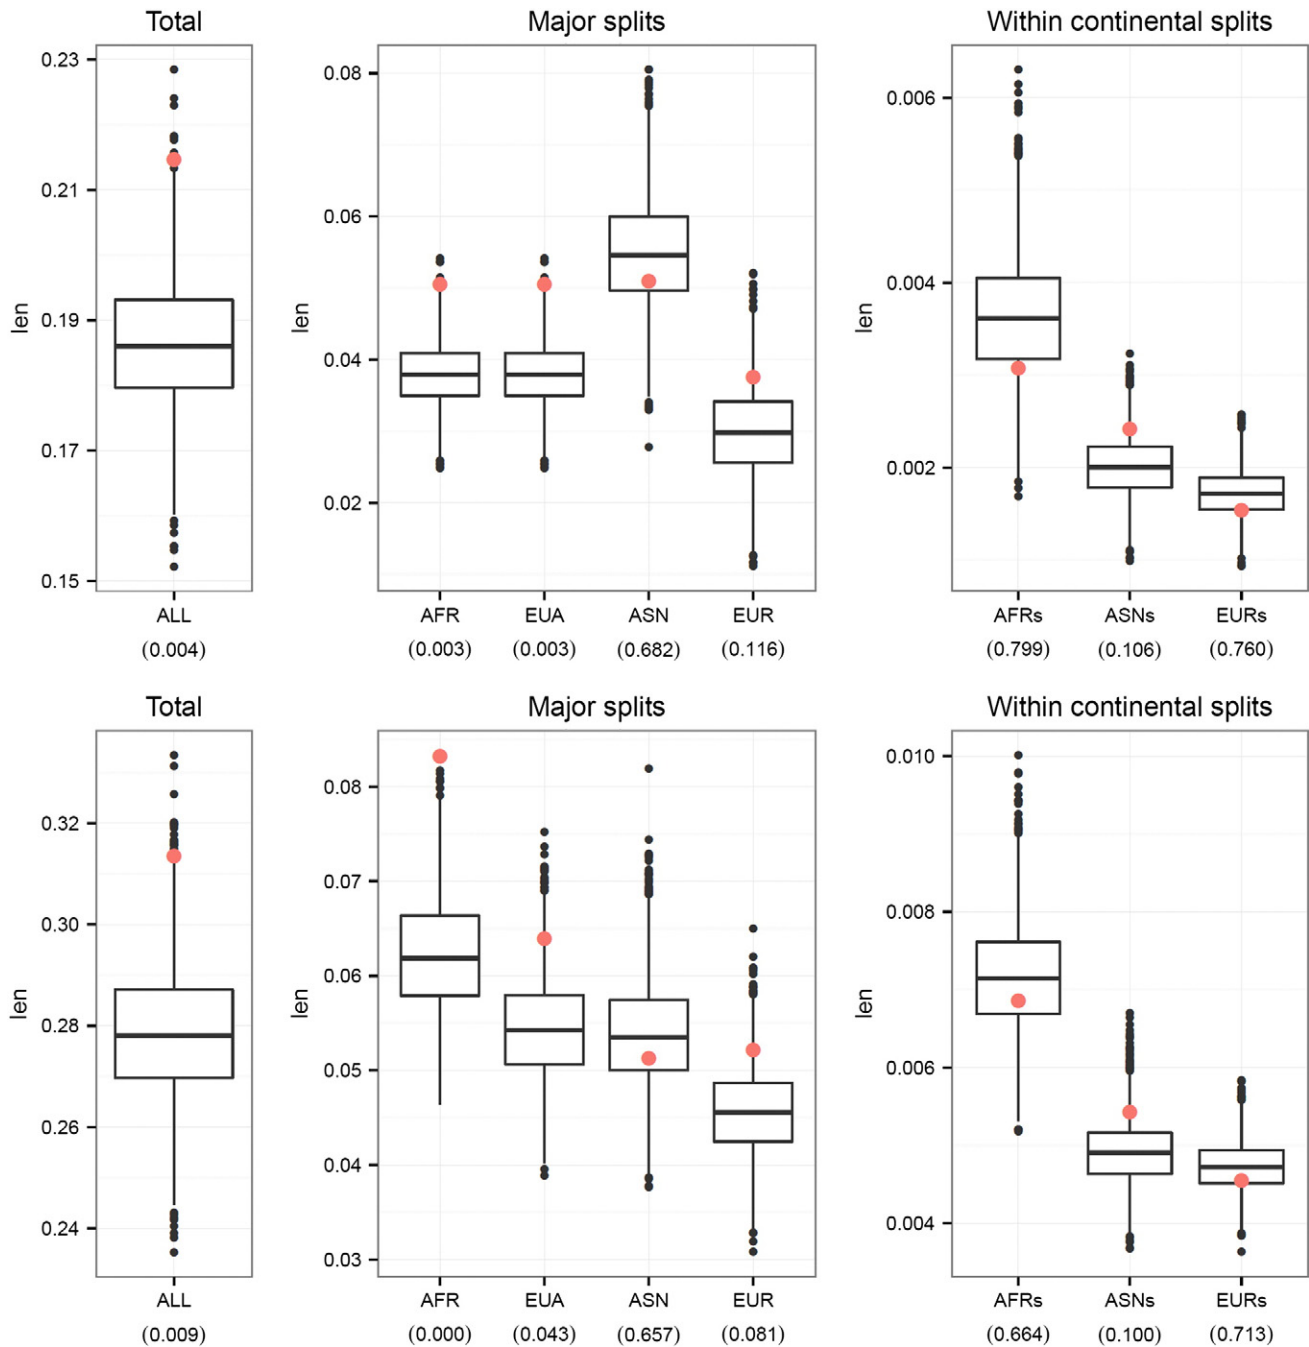 Total
Major splits
Within continental splits
0.23
0.21
0.19
0.17
0.15
len
ALL
(0.004)
0.08
0.06
0.04
0.02
len
AFR
EUA
ASN
EUR
(0.003)
(0.003)
(0.682)
(0.116)
0.006
0.004
0.002
len
AFRs
ASNs
EURs
(0.799)
(0.106)
(0.760)
Total
Major splits
Within continental splits
0.32
0.30
0.28
0.26
0.24
len
ALL
(0.009)
0.08
0.07
0.06
0.05
0.04
0.03
len
AFR
EUA
ASN
EUR
(0.000)
(0.043)
(0.657)
(0.081)
0.010
0.008
0.006
0.004
len
AFRs
ASNs
EURs
(0.664)
(0.100)
(0.713)